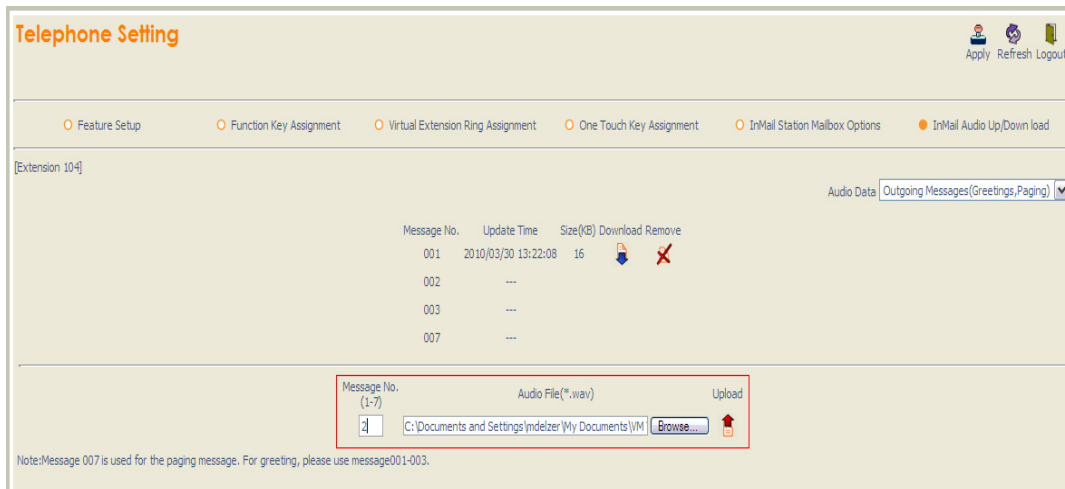 Telephone Setting
Apply Refresh Logout
Feature Setup Function Key Assignment Virtual Extension Ring Assignment One Touch Key Assignment InMail Station Mailbox Options InMail Audio Up/Down load
[Extension 104]
Audio Data Outgoing Messages(Greetings,Paging)
Message No. Update Time Size(KB) Download Remove
001 2010/03/30 13:22:08 16
002 ---
003 ---
007 ---
Message No. Audio File(*.wav) Upload
(1-7)
2 C:\Documents and Settings\mdelzer\My Documents\VM Browse...
Note:Message 007 is used for the paging message. For greeting, please use message001-003.